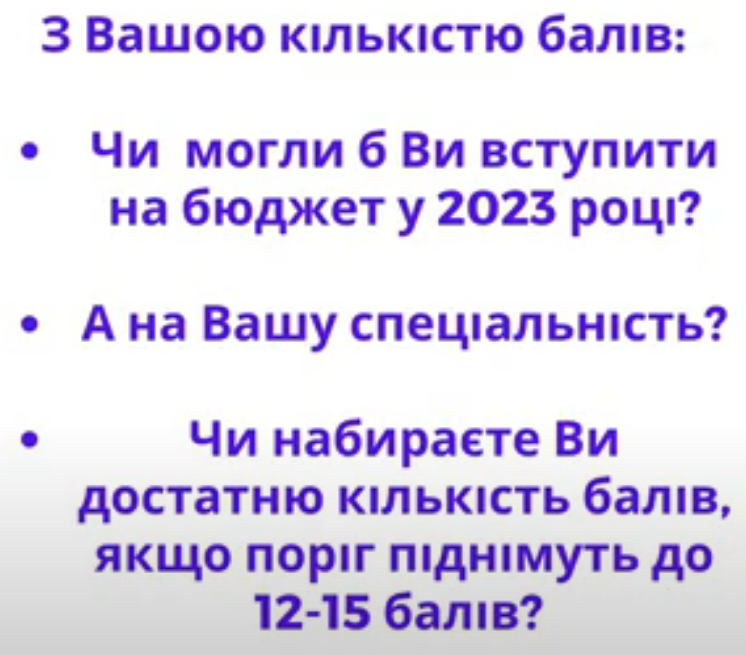 З Вашою кількістю балів:
• Чи могли б Ви вступити
на бюджет у 2023 році?
• А на Вашу спеціальність?
• Чи набираєте Ви
достатню кількість балів,
якщо поріг піднімуть до
12-15 балів?